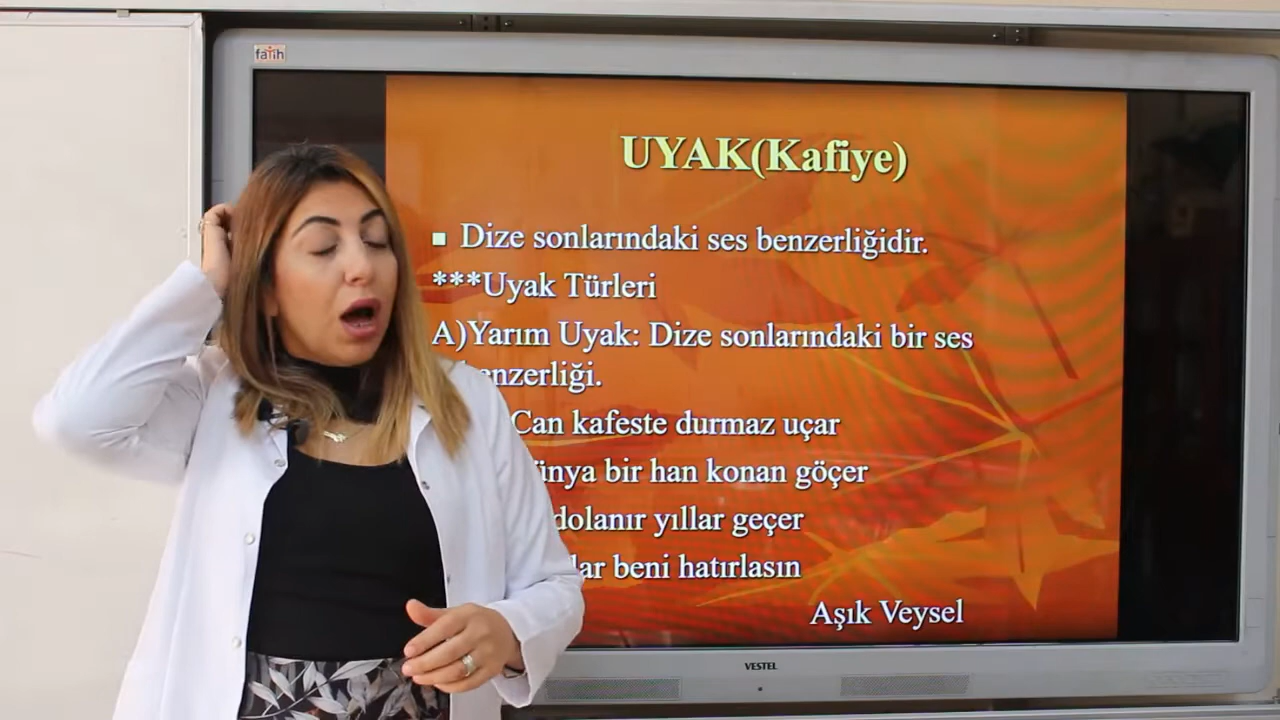 fatih
UYAK(Kafiye)
Dize sonlarındaki ses benzerliğidir.
***Uyak Türleri
A)Yarım Uyak: Dize sonlarındaki bir ses
Can kafeste durmaz uçar
bir han konan göçer
dolanır yıllar geçer
beni hatırlasın
Aşık Veysel
VESTEL